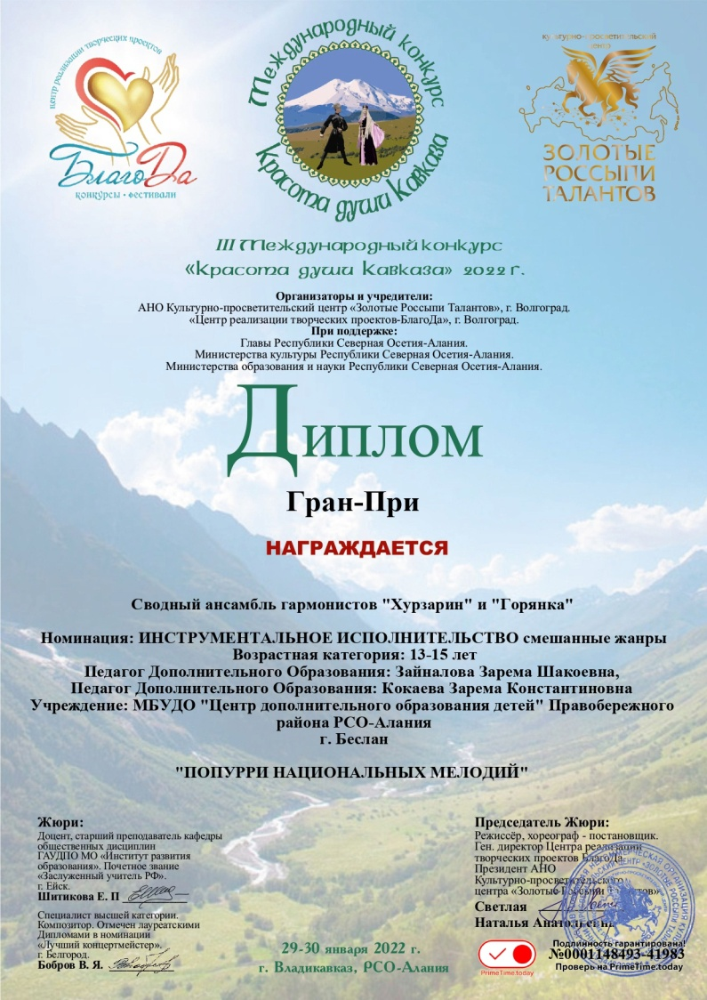 центр реализации творческих проектов
БлагоДа
конкурсы • фестивали
Международный конкурс
Красота души Кавказа
культурно-просветительский
центр
ЗОЛОТЫЕ
РОССЫПИ
ТАЛАНТОВ
III Международный конкурс
«Красота души Кавказа» 2022 г.
Организаторы и учредители:
АНО Культурно-просветительский центр «Золотые Россыпи Талантов», г. Волгоград.
«Центр реализации творческих проектов-БлагоДа», г. Волгоград.
При поддержке:
Главы Республики Северная Осетия-Алания.
Министерства культуры Республики Северная Осетия-Алания.
Министерства образования и науки Республики Северная Осетия-Алания.
Диплом
Гран-При
НАГРАЖДАЕТСЯ
Сводный ансамбль гармонистов "Хурзарин" и "Горянка"
Номинация: ИНСТРУМЕНТАЛЬНОЕ ИСПОЛНИТЕЛЬСТВО смешанные жанры
Возрастная категория: 13-15 лет
Педагог Дополнительного Образования: Зайналова Зарема Шакоевна,
Педагог Дополнительного Образования: Кокаева Зарема Константиновна
Учреждение: МБУДО "Центр дополнительного образования детей" Правобережного
района РСО-Алания
г. Беслан
"ПОПУРРИ НАЦИОНАЛЬНЫХ МЕЛОДИЙ"
Жюри:
Доцент, старший преподаватель кафедры
общественных дисциплин
ГАУДПО МО «Институт развития
образования». Почетное звание
«Заслуженный учитель РФ».
г. Ейск.
Шитикова Е. П
Специалист высшей категории.
Композитор. Отмечен лауреатскими
Дипломами в номинации
«Лучший концертмейстер».
г. Белгород.
Бобров В. Я.
29-30 января 2022 г.
г. Владикавказ, РСО-Алания
Председатель Жюри:
Режиссёр, хореограф - постановщик.
Ген. директор Центра реализации
творческих проектов БлагоДа.
Президент АНО
Культурно-просветительского
центра «Золотые Россыпи Талантов»
Светлая
Наталья Анатольевна
PrimeTime.today
Подлинность гарантирована!
№0001148493-41983
Проверь на PrimeTime.today